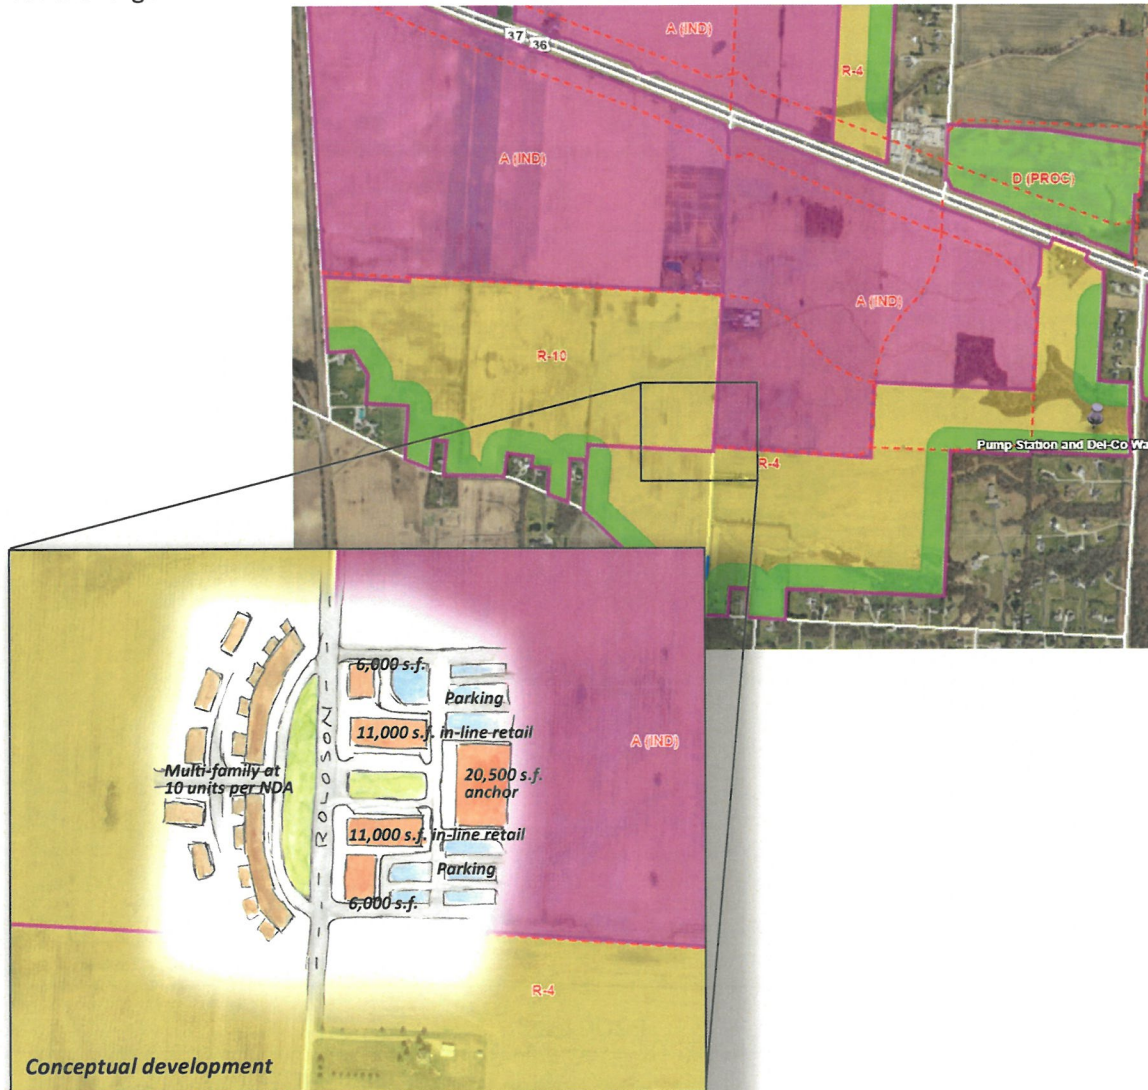 A (IND)
37 36
R-4
A (IND)
D (PROC)
A (IND)
R-10
Pump Station and Del-Co Wa
R-4
6,000 s.f.
Parking
11,000 s.f. in-line retail
ROLOSON
A (IND)
Multi-family at
10 units per NDA
20,500 s.f.
anchor
11,000 s.f. in-line retail
Parking
6,000 s.f.
R-4
Conceptual development